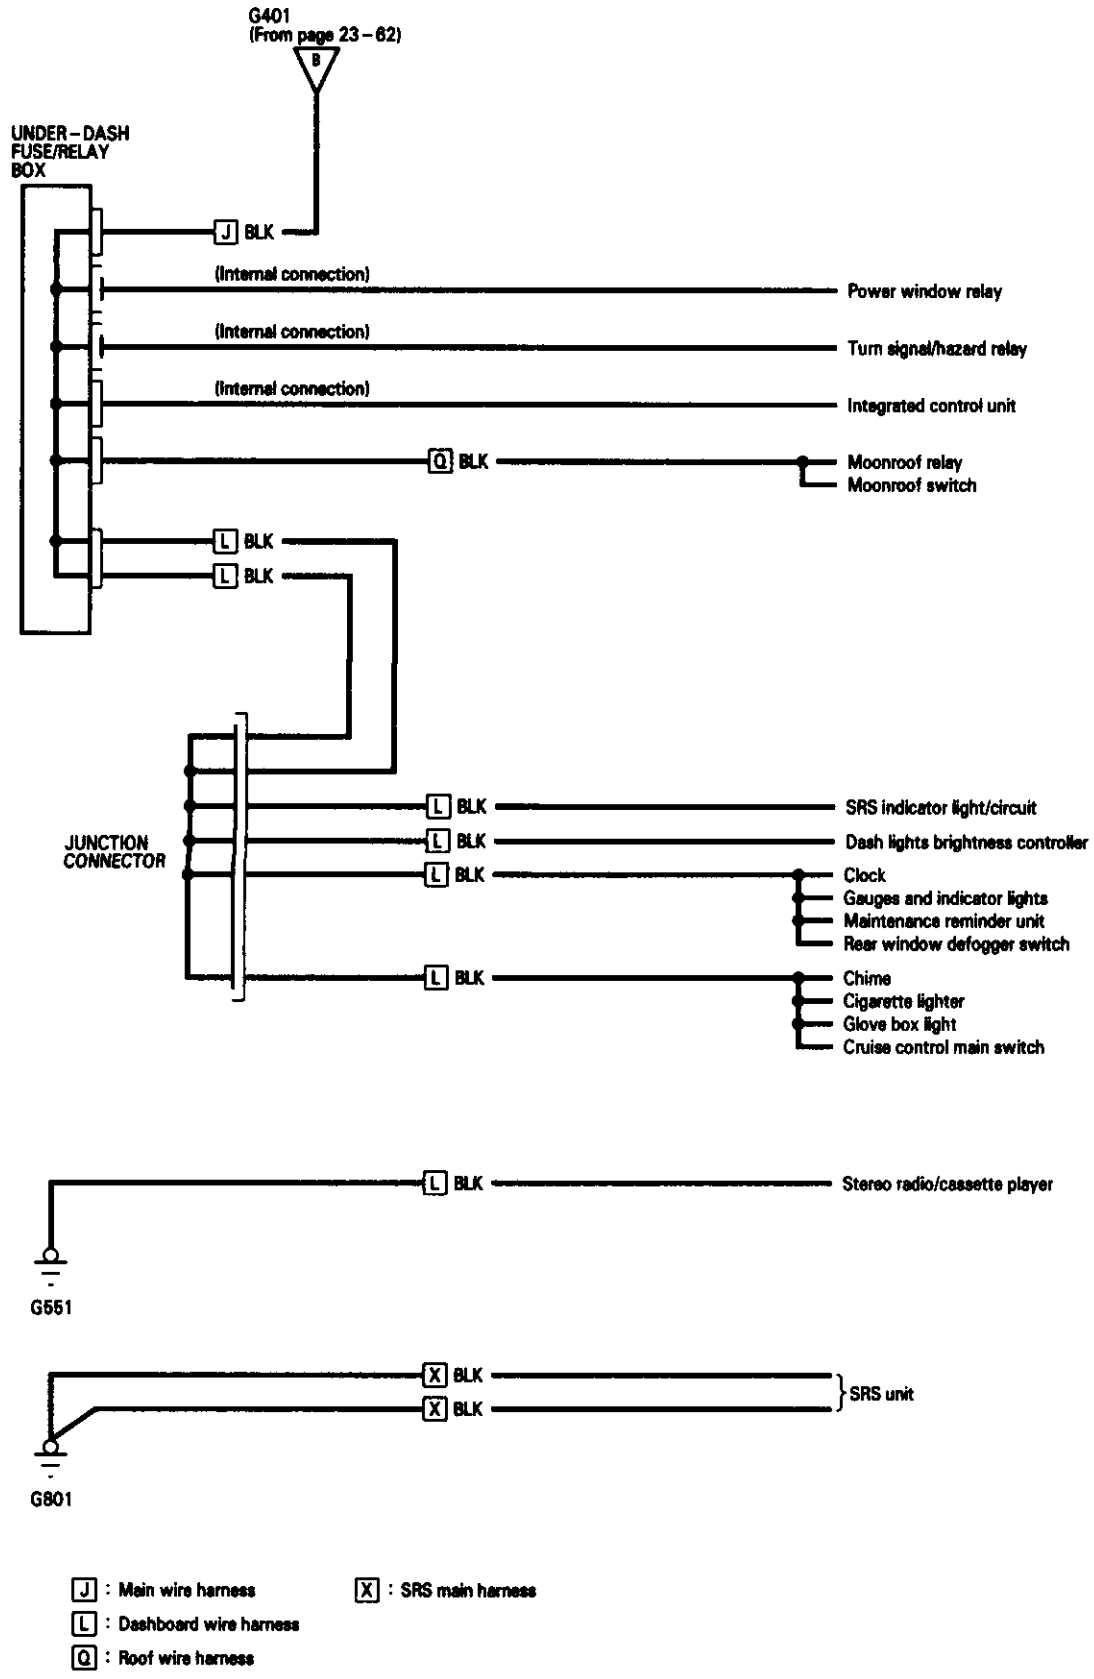 G401
(From page 23-62)
B
UNDER-DASH
FUSE/RELAY
BOX
J BLK
(Internal connection)
Power window relay
(Internal connection)
Turn signal/hazard relay
(Internal connection)
Integrated control unit
Q BLK
Moonroof relay
Moonroof switch
L BLK
L BLK
JUNCTION
CONNECTOR
L BLK
SRS indicator light/circuit
L BLK
Dash lights brightness controller
L BLK
Clock
Gauges and indicator lights
Maintenance reminder unit
Rear window defogger switch
L BLK
Chime
Cigarette lighter
Glove box light
Cruise control main switch
L BLK
Stereo radio/cassette player
G551
X BLK
X BLK
SRS unit
G801
J : Main wire harness
X : SRS main harness
L : Dashboard wire harness
Q : Roof wire harness